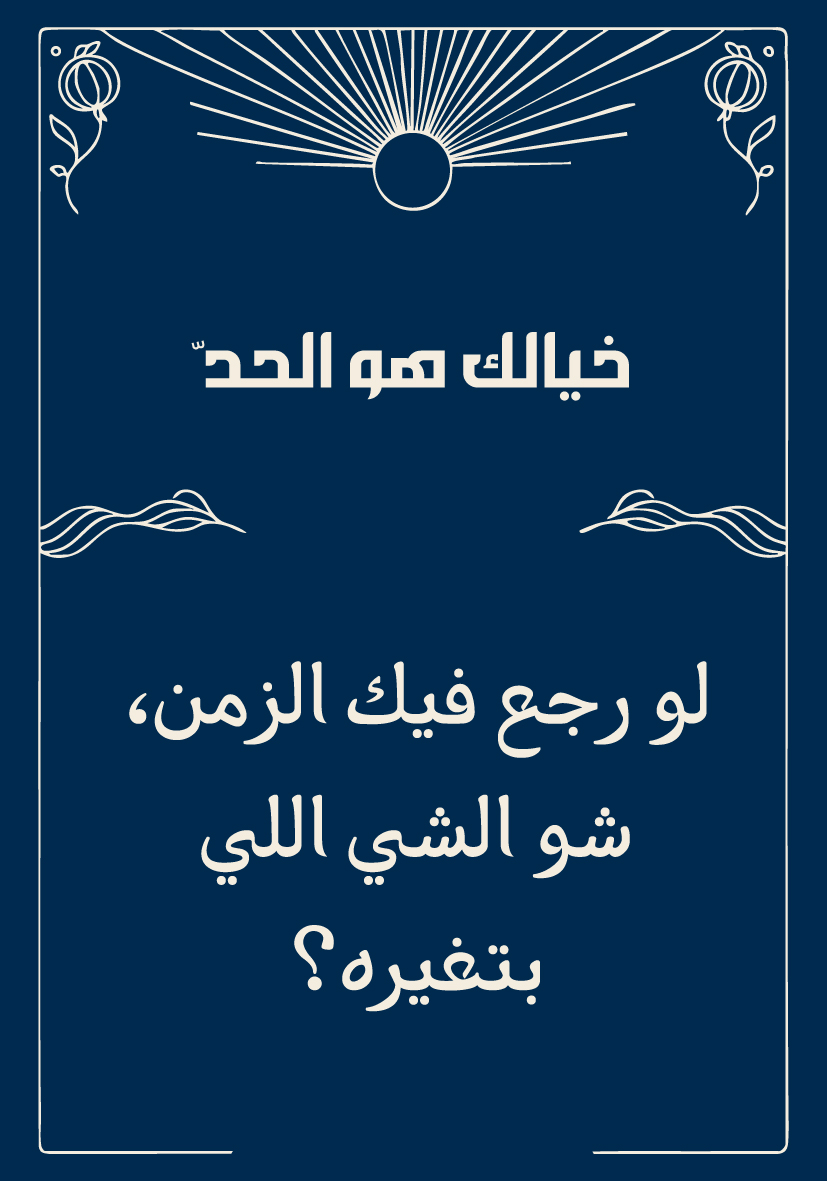 خيالك هو الحدّ
لو رجع فيك الزمن،
شو الشي اللي
بتغيره؟